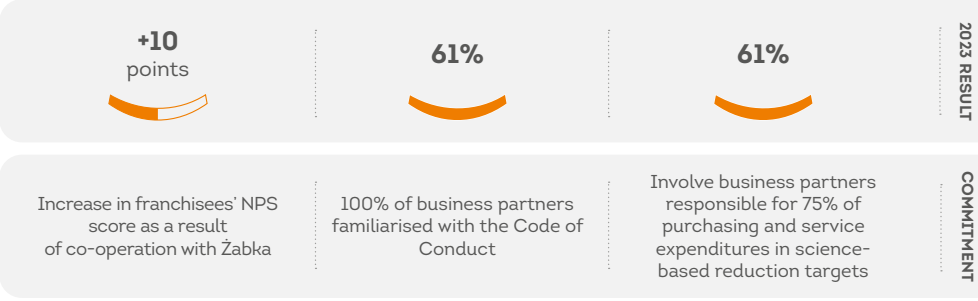 +10
points
61%
61%
2023 RESULT
Increase in franchisees’ NPS
score as a result
of co-operation with Żabka
100% of business partners
familiarised with the Code of
Conduct
Involve business partners
responsible for 75% of
purchasing and service
expenditures in science-
based reduction targets
COMMITMENT